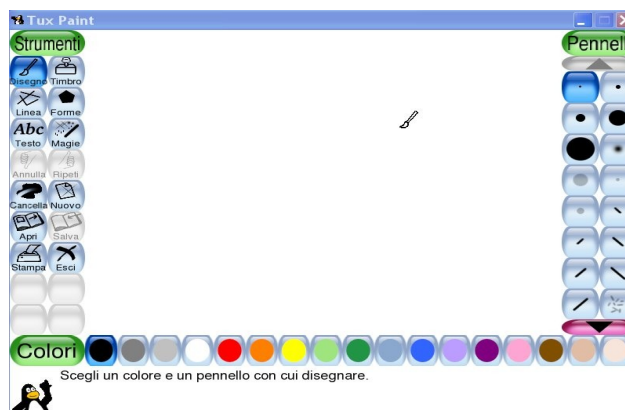 Tux Paint
Strumenti
Pennell
Disegno Timbro
Linea Forme
Abc
Testo Magie
Annulla Ripeti
Cancella Nuovo
Apri Salva
Stampa Esci
Colori
Scegli un colore e un pennello con cui disegnare.